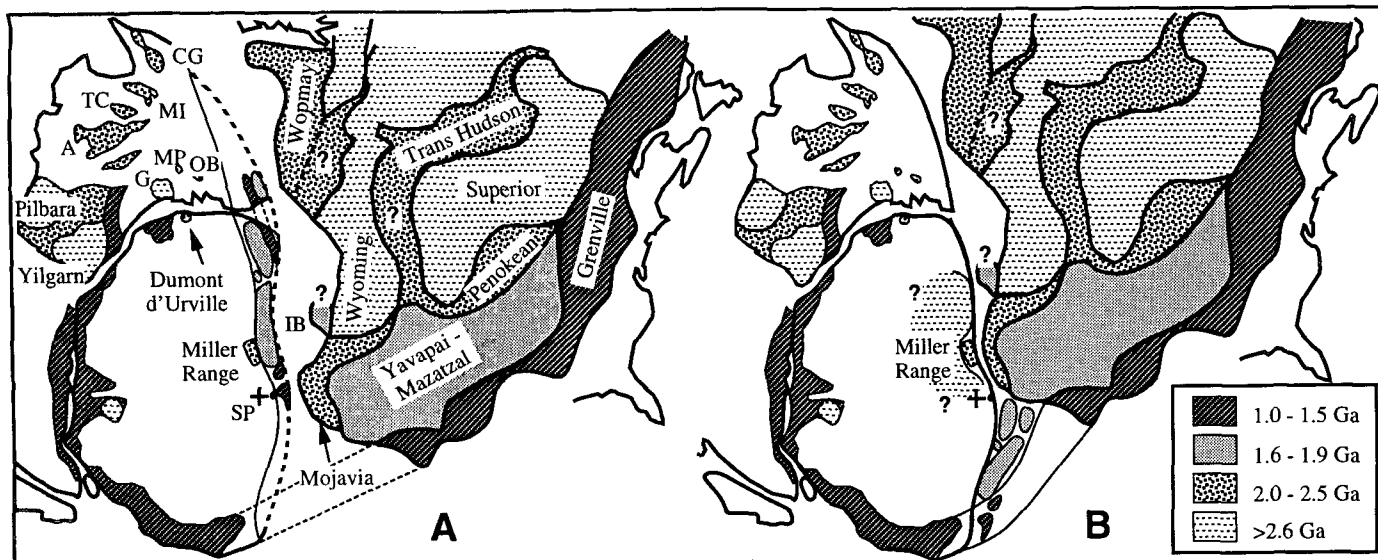 CG
TC
MI
A
MP
OB
G
Pilbara
Yilgarn
Dumont
d'Urville
Miller
Range
SP
Wopmay
?
Trans Hudson
?
Superior
Wyoming
?
IB
Penokean
Grenville
Yavapai -
Mazatzal
Mojavia
A
?
?
?
?
Miller
Range
?
B
1.0 - 1.5 Ga
1.6 - 1.9 Ga
2.0 - 2.5 Ga
>2.6 Ga